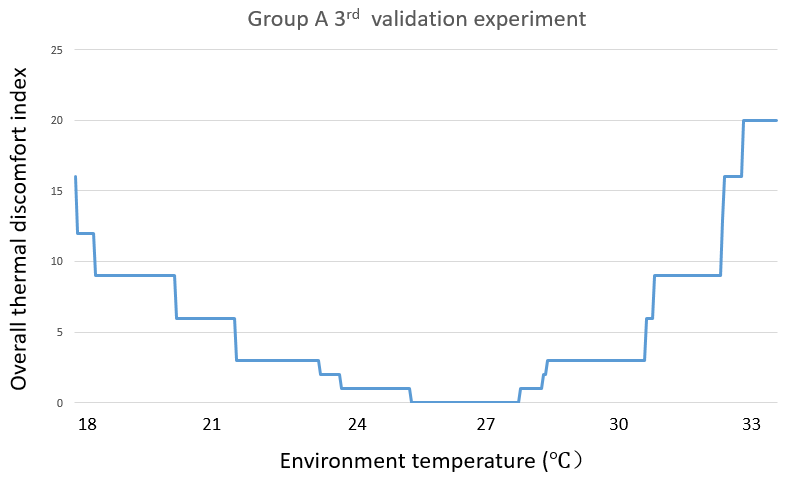 Group A 3rd validation experiment
25
20
15
10
5
0
Overall thermal discomfort index
18 21 24 27 30 33
Environment temperature (℃）